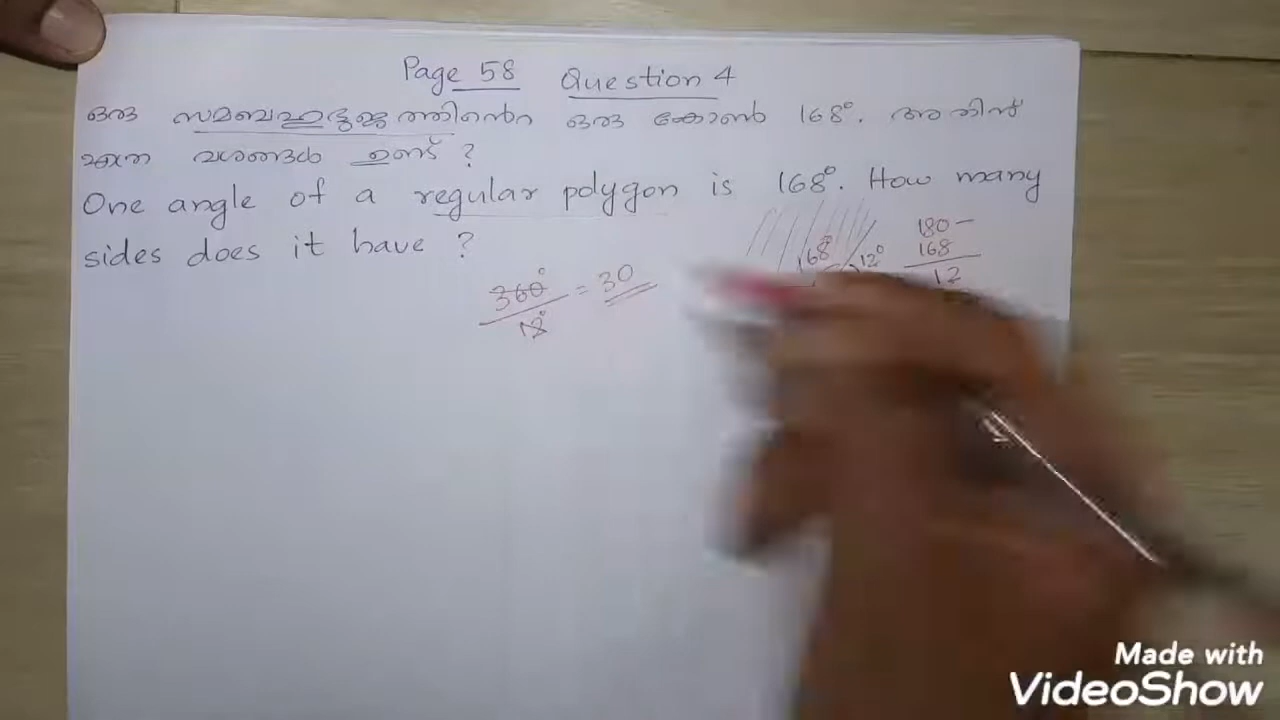 Page 58 Question 4
ഒരു സമബഹുഭുജത്തിന്റെ ഒരു കോൺ 168°. അതിന്
എത്ര വശങ്ങൾ ഉണ്ട് ?
One angle of a regular polygon is 168°. How many
sides does it have ?
180 -
168
12
168°
12°
360°
12°
= 30
Made with
VideoShow